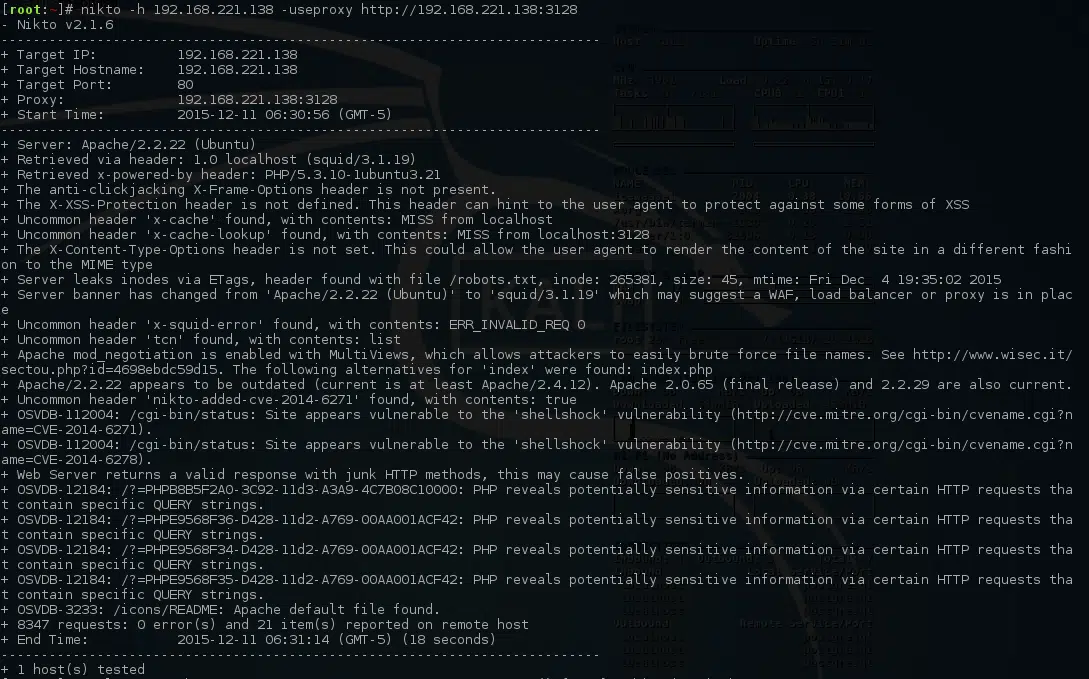 [root:~]# nikto -h 192.168.221.138 -useproxy http://192.168.221.138:3128
- Nikto v2.1.6
---------------------------------------------------------------------------
+ Target IP:          192.168.221.138
+ Target Hostname:    192.168.221.138
+ Target Port:        80
+ Proxy:              192.168.221.138:3128
+ Start Time:         2015-12-11 06:30:56 (GMT-5)
---------------------------------------------------------------------------
+ Server: Apache/2.2.22 (Ubuntu)
+ Retrieved via header: 1.0 localhost (squid/3.1.19)
+ Retrieved x-powered-by header: PHP/5.3.10-1ubuntu3.21
+ The anti-clickjacking X-Frame-Options header is not present.
+ The X-XSS-Protection header is not defined. This header can hint to the user agent to protect against some forms of XSS
+ Uncommon header 'x-cache' found, with contents: MISS from localhost
+ Uncommon header 'x-cache-lookup' found, with contents: MISS from localhost:3128
+ The X-Content-Type-Options header is not set. This could allow the user agent to render the content of the site in a different fashi
on to the MIME type
+ Server leaks inodes via ETags, header found with file /robots.txt, inode: 265381, size: 45, mtime: Fri Dec  4 19:35:02 2015
+ Server banner has changed from 'Apache/2.2.22 (Ubuntu)' to 'squid/3.1.19' which may suggest a WAF, load balancer or proxy is in plac
e
+ Uncommon header 'x-squid-error' found, with contents: ERR_INVALID_REQ 0
+ Uncommon header 'tcn' found, with contents: list
+ Apache mod_negotiation is enabled with MultiViews, which allows attackers to easily brute force file names. See http://www.wisec.it/
sectou.php?id=4698ebdc59d15. The following alternatives for 'index' were found: index.php
+ Apache/2.2.22 appears to be outdated (current is at least Apache/2.4.12). Apache 2.0.65 (final release) and 2.2.29 are also current.
+ Uncommon header 'nikto-added-cve-2014-6271' found, with contents: true
+ OSVDB-112004: /cgi-bin/status: Site appears vulnerable to the 'shellshock' vulnerability (http://cve.mitre.org/cgi-bin/cvename.cgi?n
ame=CVE-2014-6271).
+ OSVDB-112004: /cgi-bin/status: Site appears vulnerable to the 'shellshock' vulnerability (http://cve.mitre.org/cgi-bin/cvename.cgi?n
ame=CVE-2014-6278).
+ Web Server returns a valid response with junk HTTP methods, this may cause false positives.
+ OSVDB-12184: /?=PHPB8B5F2A0-3C92-11d3-A3A9-4C7B08C10000: PHP reveals potentially sensitive information via certain HTTP requests tha
t contain specific QUERY strings.
+ OSVDB-12184: /?=PHPE9568F36-D428-11d2-A769-00AA001ACF42: PHP reveals potentially sensitive information via certain HTTP requests tha
t contain specific QUERY strings.
+ OSVDB-12184: /?=PHPE9568F34-D428-11d2-A769-00AA001ACF42: PHP reveals potentially sensitive information via certain HTTP requests tha
t contain specific QUERY strings.
+ OSVDB-12184: /?=PHPE9568F35-D428-11d2-A769-00AA001ACF42: PHP reveals potentially sensitive information via certain HTTP requests tha
t contain specific QUERY strings.
+ OSVDB-3233: /icons/README: Apache default file found.
+ 8347 requests: 0 error(s) and 21 item(s) reported on remote host
+ End Time:           2015-12-11 06:31:14 (GMT-5) (18 seconds)
---------------------------------------------------------------------------
+ 1 host(s) tested